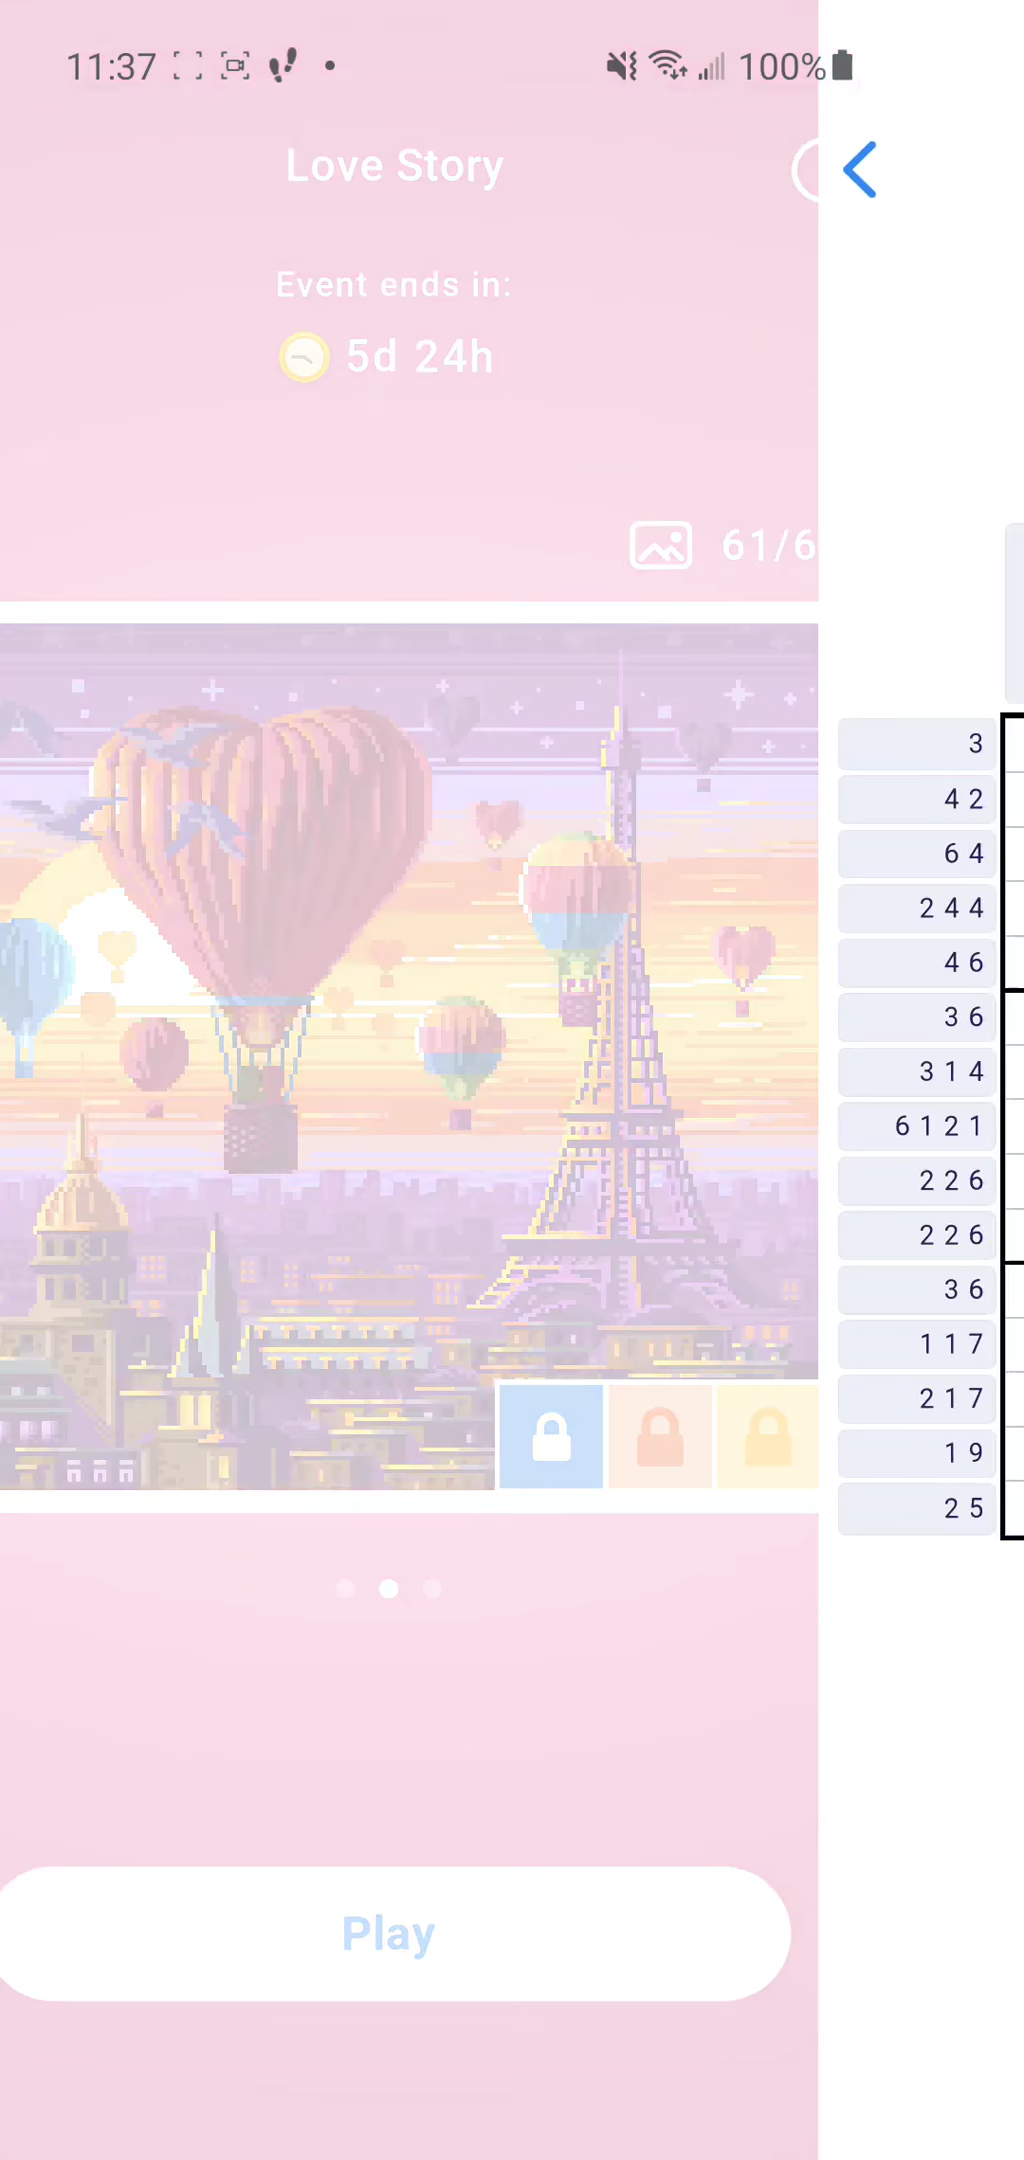 11:37
100%
Love Story
Event ends in:
5d 24h
61/6
3
4 2
6 4
2 4 4
4 6
3 6
3 1 4
6 1 2 1
2 2 6
2 2 6
3 6
1 1 7
2 1 7
1 9
2 5
Play